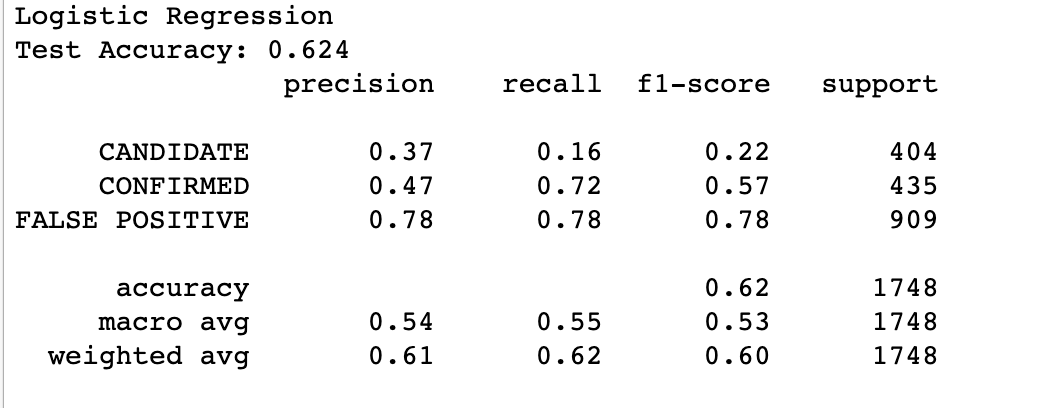 Logistic Regression
Test Accuracy: 0.624
precision recall f1-score support
CANDIDATE 0.37 0.16 0.22 404
CONFIRMED 0.47 0.72 0.57 435
FALSE POSITIVE 0.78 0.78 0.78 909
accuracy 0.62 1748
macro avg 0.54 0.55 0.53 1748
weighted avg 0.61 0.62 0.60 1748